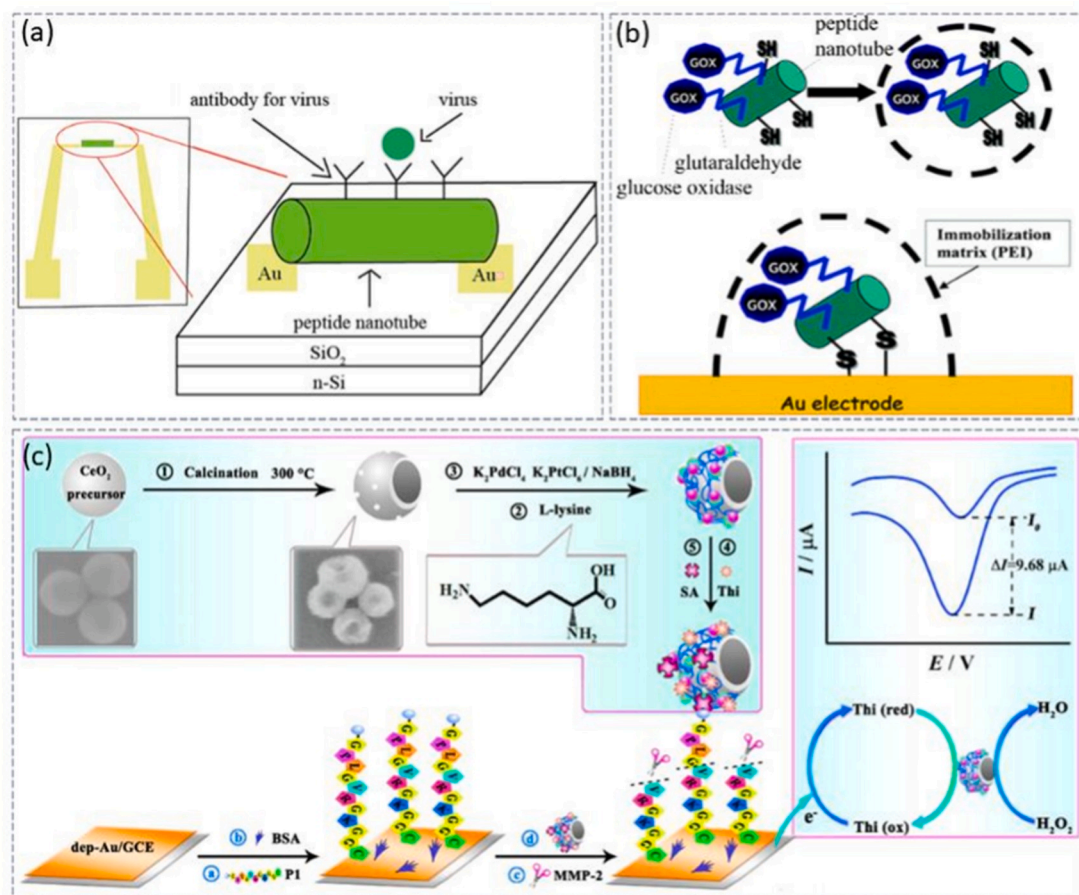 (a)
antibody for virus
virus
Au
Au
peptide nanotube
SiO₂
n-Si
(b)
peptide
nanotube
SH
GOX
GOX
SH
SH
glutaraldehyde
glucose oxidase
SH
GOX
GOX
SH
SH
Immobilization
matrix (PEI)
GOX
GOX
S
S
Au electrode
(c)
CeO₂
precursor
① Calcination 300 °C
③ K₂PdCl₄ K₂PtCl₆ / NaBH₄
② L-lysine
H₂N
OH
O
NH₂
⑤ ④
SA Thi
I / μA
I₀
ΔI=9.68 μA
I
E / V
Thi (red)
H₂O
e⁻
Thi (ox)
H₂O₂
dep-Au/GCE
ⓑ BSA
ⓐ P1
ⓓ
ⓒ MMP-2